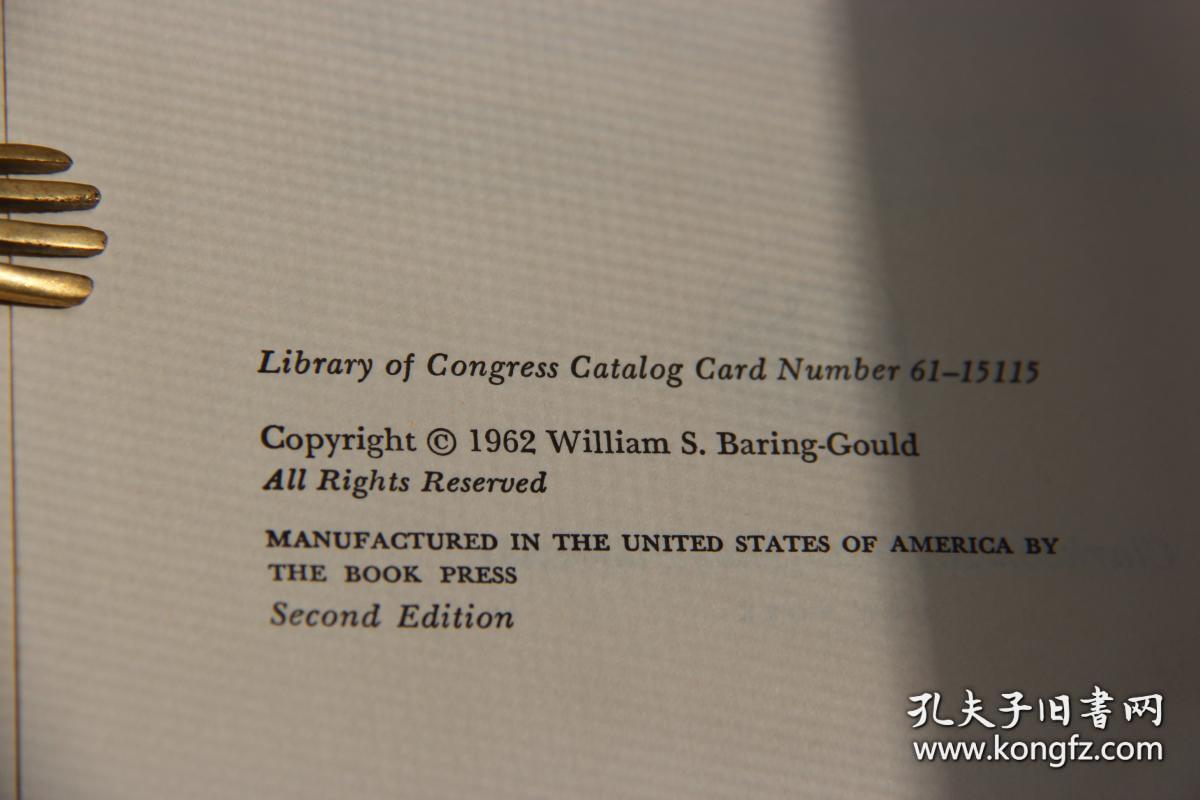 Library of Congress Catalog Card Number 61–15115
Copyright © 1962 William S. Baring-Gould
All Rights Reserved
MANUFACTURED IN THE UNITED STATES OF AMERICA BY
THE BOOK PRESS
Second Edition
孔夫子旧書网
www.kongfz.com